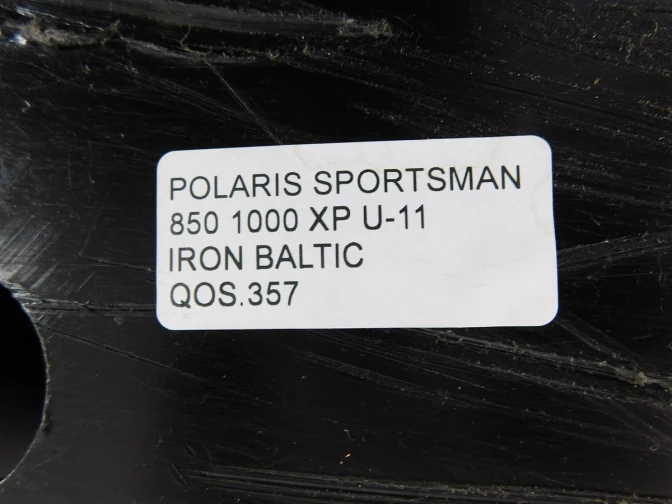 POLARIS SPORTSMAN
850 1000 XP U-11
IRON BALTIC
QOS.357